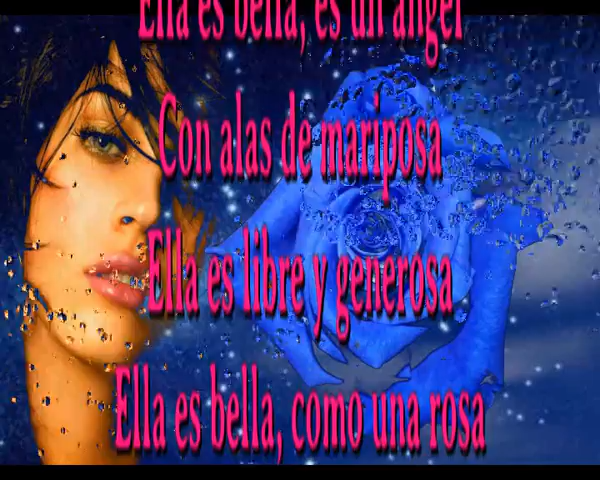 Ella es bella, es un angel
Con alas de mariposa
Ella es libre y generosa
Ella es bella, como una rosa